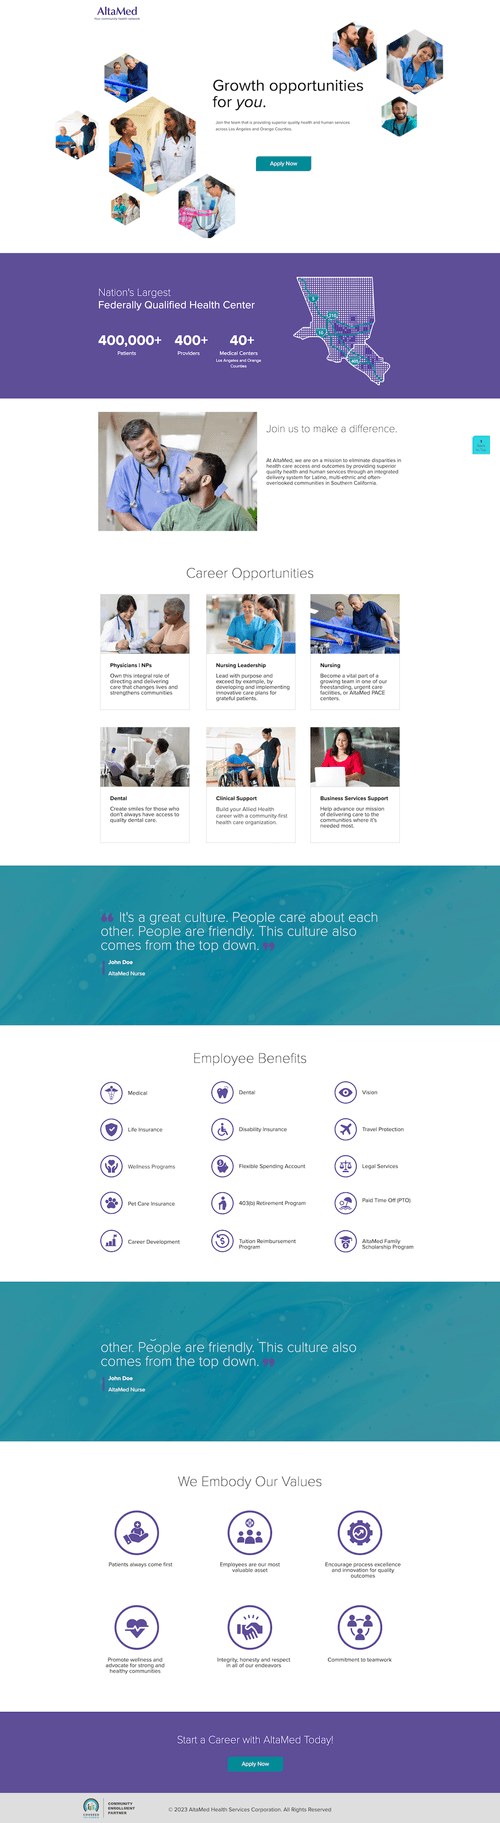 AltaMed
Your community health network
Growth opportunities
for you.
Join the team that is providing superior quality health and human services
across Los Angeles and Orange Counties.
Apply Now
Nation's Largest
Federally Qualified Health Center
400,000+
Patients
400+
Providers
40+
Medical Centers
Los Angeles and Orange
Counties
5
210
10
405
Join us to make a difference.
At AltaMed, we are on a mission to eliminate disparities in
health care access and outcomes by providing superior
quality health and human services through an integrated
delivery system for Latino, multi-ethnic and often-
overlooked communities in Southern California.
Career Opportunities
Physicians | NPs
Own this integral role of
directing and delivering
care that changes lives and
strengthens communities
Nursing Leadership
Lead with purpose and
exceed by example, by
developing and implementing
innovative care plans for
grateful patients.
Nursing
Become a vital part of a
growing team in one of our
freestanding, urgent care
facilities, or AltaMed PACE
centers.
Dental
Create smiles for those who
don't always have access to
quality dental care.
Clinical Support
Build your Allied Health
career with a community-first
health care organization.
Business Services Support
Help advance our mission
of delivering care to the
communities where it's
needed most.
“ It's a great culture. People care about each
other. People are friendly. This culture also
comes from the top down. ”
John Doe
AltaMed Nurse
Employee Benefits
Medical
Dental
Vision
Life Insurance
Disability Insurance
Travel Protection
Wellness Programs
Flexible Spending Account
Legal Services
Pet Care Insurance
403(b) Retirement Program
Paid Time Off (PTO)
Career Development
Tuition Reimbursement
Program
AltaMed Family
Scholarship Program
other. People are friendly. This culture also
comes from the top down. ”
John Doe
AltaMed Nurse
We Embody Our Values
Patients always come first
Employees are our most
valuable asset
Encourage process excellence
and innovation for quality
outcomes
Promote wellness and
advocate for strong and
healthy communities
Integrity, honesty and respect
in all of our endeavors
Commitment to teamwork
Start a Career with AltaMed Today!
Apply Now
COVERED
COMMUNITY
ENROLLMENT
PARTNER
© 2023 AltaMed Health Services Corporation. All Rights Reserved